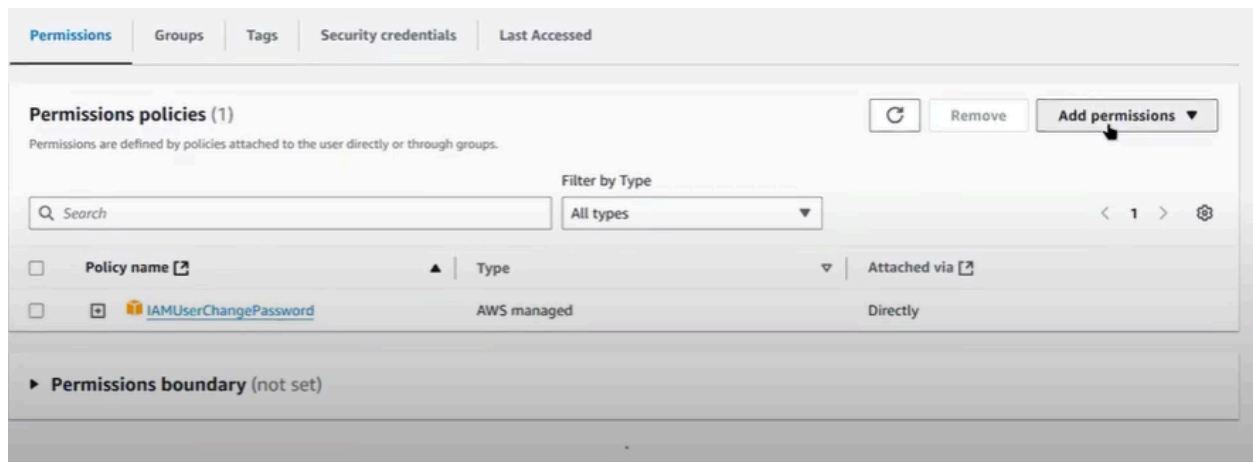 Permissions Groups Tags Security credentials Last Accessed
Permissions policies (1) Remove Add permissions
Permissions are defined by policies attached to the user directly or through groups.
Filter by Type
Search All types 1
Policy name Type Attached via
IAMUserChangePassword AWS managed Directly
Permissions boundary (not set)